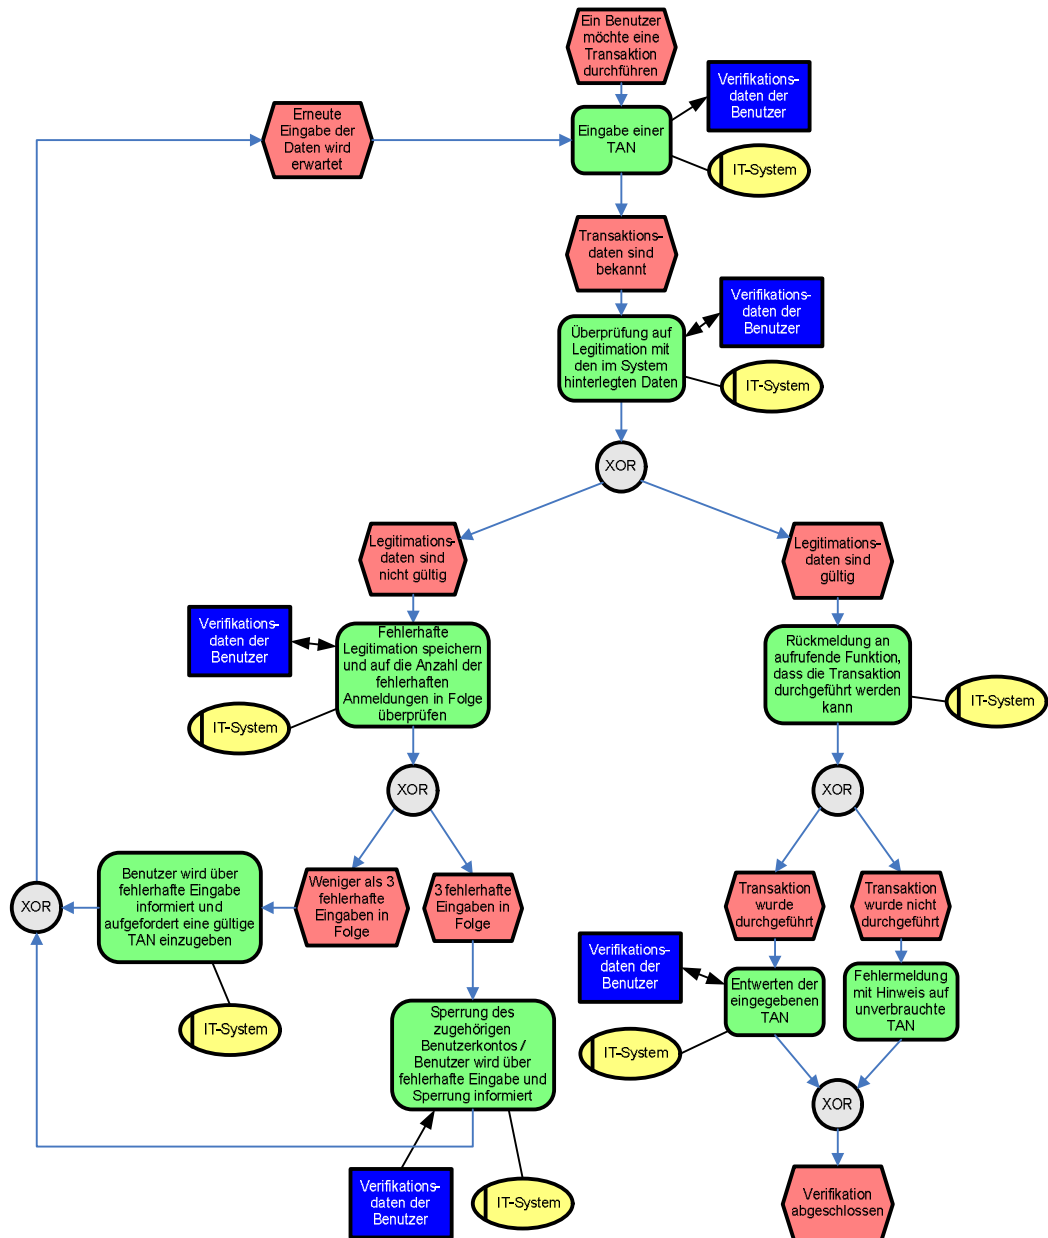 Ein Benutzer
möchte eine
Transaktion
durchführen
Verifikations-
daten der
Benutzer
Erneute
Eingabe der
Daten wird
erwartet
Eingabe einer
TAN
IT-System
Transaktions-
daten sind
bekannt
Verifikations-
daten der
Benutzer
Überprüfung auf
Legitimation mit
den im System
hinterlegten Daten
IT-System
XOR
Legitimations-
daten sind
nicht gültig
Legitimations-
daten sind
gültig
Verifikations-
daten der
Benutzer
Fehlerhafte
Legitimation speichern
und auf die Anzahl der
fehlerhaften
Anmeldungen in Folge
überprüfen
Rückmeldung an
aufrufende Funktion,
dass die Transaktion
durchgeführt werden
kann
IT-System
IT-System
XOR
XOR
XOR
Benutzer wird über
fehlerhafte Eingabe
informiert und
aufgefordert eine gültige
TAN einzugeben
Weniger als 3
fehlerhafte
Eingaben in
Folge
3 fehlerhafte
Eingaben in
Folge
Transaktion
wurde
durchgeführt
Transaktion
wurde nicht
durchgeführt
Verifikations-
daten der
Benutzer
Entwerten der
eingegebenen
TAN
Fehlermeldung
mit Hinweis auf
unverbrauchte
TAN
IT-System
Sperrung des
zugehörigen
Benutzerkontos /
Benutzer wird über
fehlerhafte Eingabe und
Sperrung informiert
IT-System
XOR
Verifikations-
daten der
Benutzer
IT-System
Verifikation
abgeschlossen